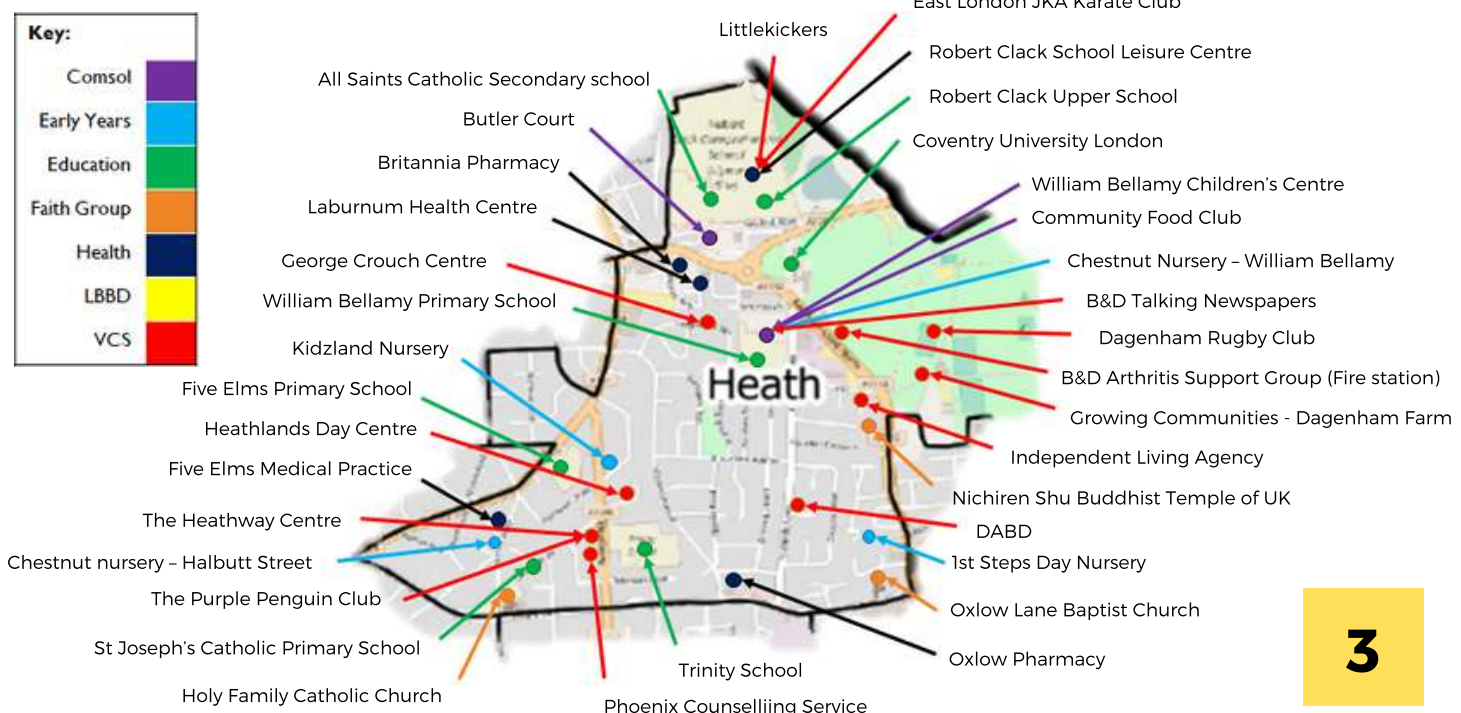 Key:
Comsol
Early Years
Education
Faith Group
Health
LBBD
VCS
East London JKA Karate Club
Littlekickers
Robert Clack School Leisure Centre
All Saints Catholic Secondary school
Robert Clack Upper School
Butler Court
Coventry University London
Britannia Pharmacy
William Bellamy Children's Centre
Laburnum Health Centre
Community Food Club
George Crouch Centre
Chestnut Nursery – William Bellamy
William Bellamy Primary School
B&D Talking Newspapers
Dagenham Rugby Club
Kidzland Nursery
B&D Arthritis Support Group (Fire station)
Five Elms Primary School
Heath
Growing Communities - Dagenham Farm
Heathlands Day Centre
Independent Living Agency
Five Elms Medical Practice
Nichiren Shu Buddhist Temple of UK
The Heathway Centre
DABD
Chestnut nursery – Halbutt Street
1st Steps Day Nursery
The Purple Penguin Club
Oxlow Lane Baptist Church
St Joseph's Catholic Primary School
Oxlow Pharmacy
Trinity School
Holy Family Catholic Church
Phoenix Counselliing Service
3